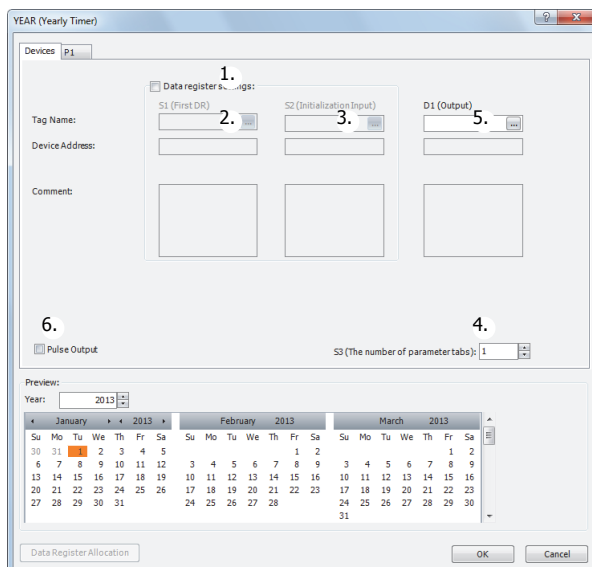 YEAR (Yearly Timer)
Devices P1
1.
Data register settings:
S1 (First DR) S2 (Initialization Input) D1 (Output)
Tag Name: 2. ... 3. ... 5. ...
Device Address:
Comment:
6. 4.
Pulse Output S3 (The number of parameter tabs): 1
Preview:
Year: 2013
January 2013 February 2013 March 2013
Su Mo Tu We Th Fr Sa Su Mo Tu We Th Fr Sa Su Mo Tu We Th Fr Sa
30 31 1 2 3 4 5 1 2 1 2
6 7 8 9 10 11 12 3 4 5 6 7 8 9 3 4 5 6 7 8 9
13 14 15 16 17 18 19 10 11 12 13 14 15 16 10 11 12 13 14 15 16
20 21 22 23 24 25 26 17 18 19 20 21 22 23 17 18 19 20 21 22 23
27 28 29 30 31 24 25 26 27 28 24 25 26 27 28 29 30
31
Data Register Allocation OK Cancel